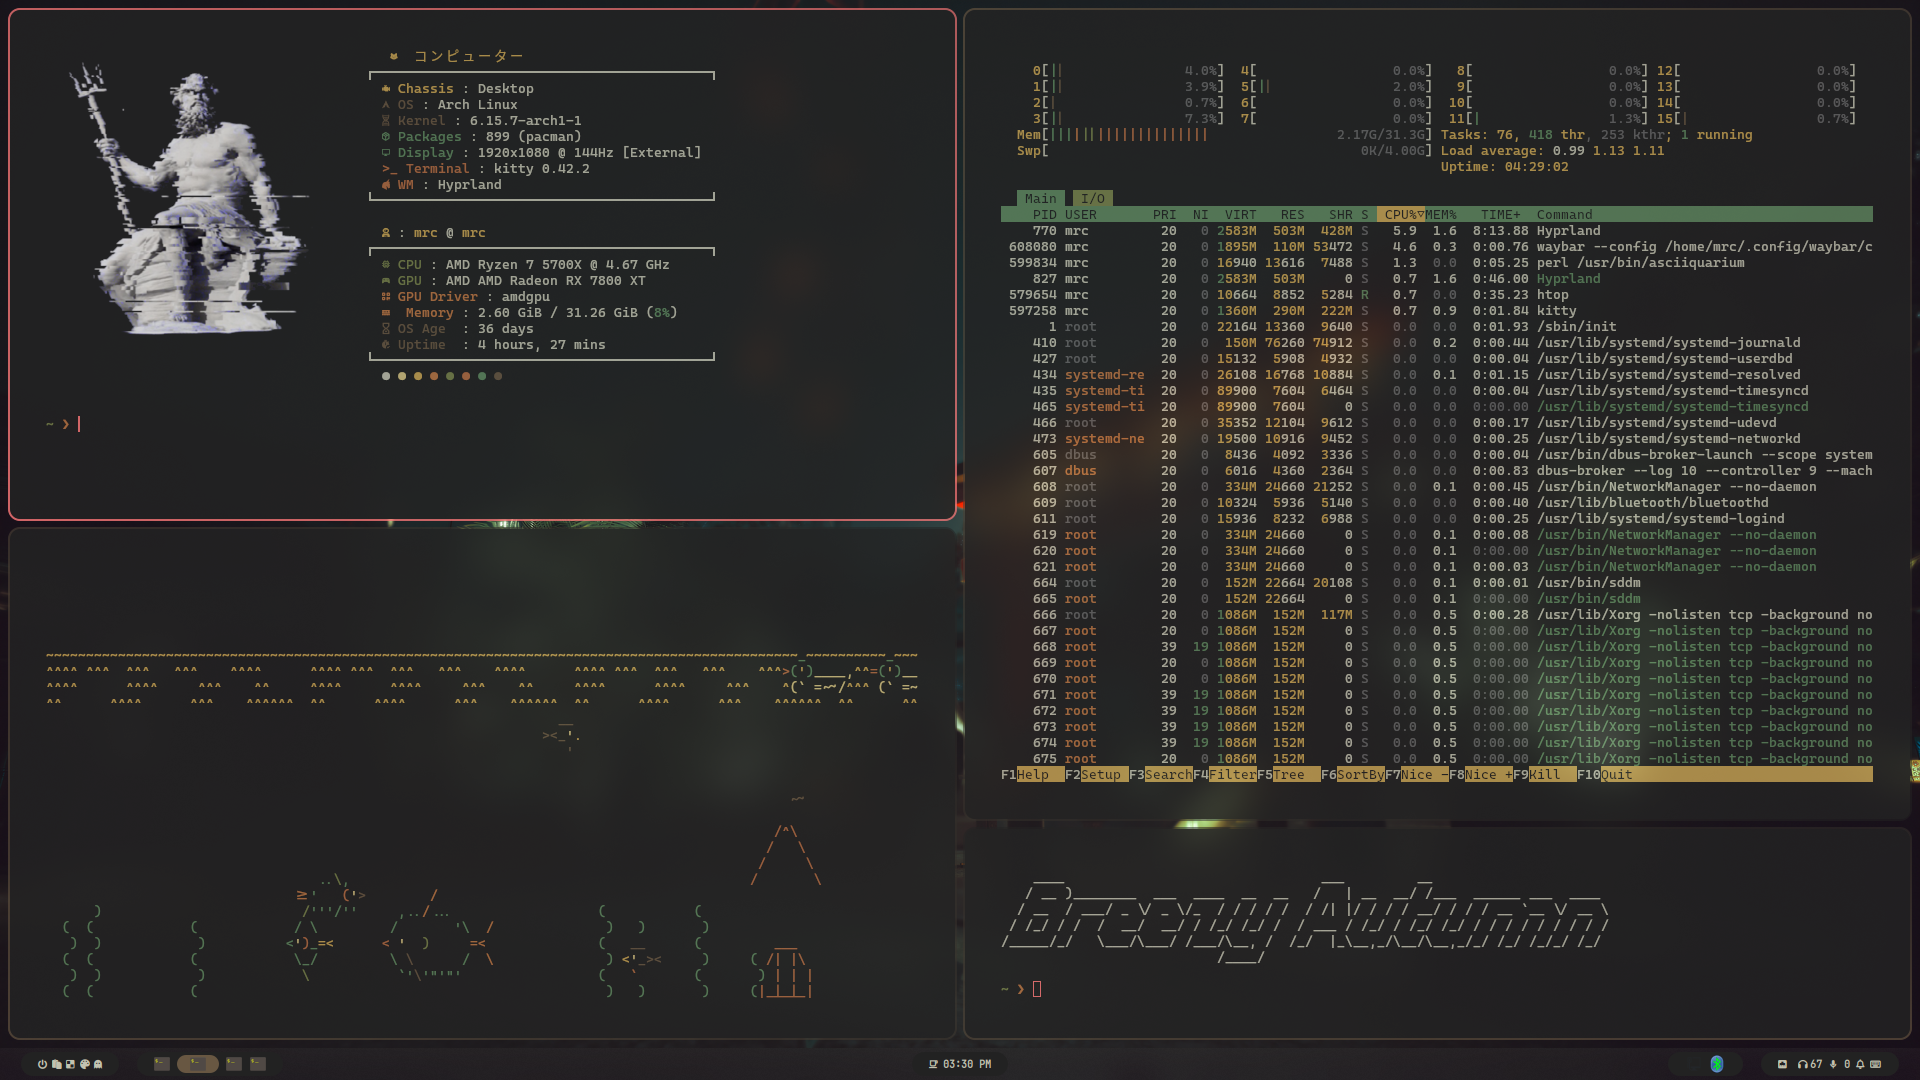 コンピューター
Chassis : Desktop
OS : Arch Linux
Kernel : 6.15.7-arch1-1
Packages : 899 (pacman)
Display : 1920x1080 @ 144Hz [External]
>_ Terminal : kitty 0.42.2
WM : Hyprland
: mrc @ mrc
CPU : AMD Ryzen 7 5700X @ 4.67 GHz
GPU : AMD AMD Radeon RX 7800 XT
GPU Driver : amdgpu
Memory : 2.60 GiB / 31.26 GiB (8%)
OS Age : 36 days
Uptime : 4 hours, 27 mins
~ ❯
0[|| 4.0%] 4[ 0.0%] 8[ 0.0%] 12[ 0.0%]
1[|| 3.9%] 5[|| 2.0%] 9[ 0.0%] 13[ 0.0%]
2[| 0.7%] 6[ 0.0%] 10[ 0.0%] 14[ 0.0%]
3[|| 7.3%] 7[ 0.0%] 11[| 1.3%] 15[| 0.7%]
Mem[|||||||||||||||||||| 2.17G/31.3G] Tasks: 76, 418 thr, 253 kthr; 1 running
Swp[ 0K/4.00G] Load average: 0.99 1.13 1.11
Uptime: 04:29:02
Main I/O
PID USER PRI NI VIRT RES SHR S CPU%▽MEM% TIME+ Command
770 mrc 20 0 2583M 503M 428M S 5.9 1.6 8:13.88 Hyprland
608080 mrc 20 0 1895M 110M 53472 S 4.6 0.3 0:00.76 waybar --config /home/mrc/.config/waybar/c
599834 mrc 20 0 16940 13616 7488 S 1.3 0.0 0:05.25 perl /usr/bin/asciiquarium
827 mrc 20 0 2583M 503M 0 S 0.7 1.6 0:46.00 Hyprland
579654 mrc 20 0 10664 8852 5284 R 0.7 0.0 0:35.23 htop
597258 mrc 20 0 1360M 290M 222M S 0.7 0.9 0:01.84 kitty
1 root 20 0 22164 13360 9640 S 0.0 0.0 0:01.93 /sbin/init
410 root 20 0 150M 76260 74912 S 0.0 0.2 0:00.44 /usr/lib/systemd/systemd-journald
427 root 20 0 15132 5908 4932 S 0.0 0.0 0:00.04 /usr/lib/systemd/systemd-userdbd
434 systemd-re 20 0 26108 16768 10884 S 0.0 0.1 0:01.15 /usr/lib/systemd/systemd-resolved
435 systemd-ti 20 0 89900 7604 6464 S 0.0 0.0 0:00.04 /usr/lib/systemd/systemd-timesyncd
465 systemd-ti 20 0 89900 7604 0 S 0.0 0.0 0:00.00 /usr/lib/systemd/systemd-timesyncd
466 root 20 0 35352 12104 9612 S 0.0 0.0 0:00.17 /usr/lib/systemd/systemd-udevd
473 systemd-ne 20 0 19500 10916 9452 S 0.0 0.0 0:00.25 /usr/lib/systemd/systemd-networkd
605 dbus 20 0 8436 4092 3336 S 0.0 0.0 0:00.04 /usr/bin/dbus-broker-launch --scope system
607 dbus 20 0 6016 4360 2364 S 0.0 0.0 0:00.83 dbus-broker --log 10 --controller 9 --mach
608 root 20 0 334M 24660 21252 S 0.0 0.1 0:00.45 /usr/bin/NetworkManager --no-daemon
609 root 20 0 10324 5936 5140 S 0.0 0.0 0:00.40 /usr/lib/bluetooth/bluetoothd
611 root 20 0 15936 8232 6988 S 0.0 0.0 0:00.25 /usr/lib/systemd/systemd-logind
619 root 20 0 334M 24660 0 S 0.0 0.1 0:00.08 /usr/bin/NetworkManager --no-daemon
620 root 20 0 334M 24660 0 S 0.0 0.1 0:00.00 /usr/bin/NetworkManager --no-daemon
621 root 20 0 334M 24660 0 S 0.0 0.1 0:00.03 /usr/bin/NetworkManager --no-daemon
664 root 20 0 152M 22664 20108 S 0.0 0.1 0:00.01 /usr/bin/sddm
665 root 20 0 152M 22664 0 S 0.0 0.1 0:00.00 /usr/bin/sddm
666 root 20 0 1086M 152M 117M S 0.0 0.5 0:00.28 /usr/lib/Xorg -nolisten tcp -background no
667 root 20 0 1086M 152M 0 S 0.0 0.5 0:00.00 /usr/lib/Xorg -nolisten tcp -background no
668 root 39 19 1086M 152M 0 S 0.0 0.5 0:00.00 /usr/lib/Xorg -nolisten tcp -background no
669 root 20 0 1086M 152M 0 S 0.0 0.5 0:00.00 /usr/lib/Xorg -nolisten tcp -background no
670 root 20 0 1086M 152M 0 S 0.0 0.5 0:00.00 /usr/lib/Xorg -nolisten tcp -background no
671 root 39 19 1086M 152M 0 S 0.0 0.5 0:00.00 /usr/lib/Xorg -nolisten tcp -background no
672 root 39 19 1086M 152M 0 S 0.0 0.5 0:00.00 /usr/lib/Xorg -nolisten tcp -background no
673 root 39 19 1086M 152M 0 S 0.0 0.5 0:00.00 /usr/lib/Xorg -nolisten tcp -background no
674 root 39 19 1086M 152M 0 S 0.0 0.5 0:00.00 /usr/lib/Xorg -nolisten tcp -background no
675 root 20 0 1086M 152M 0 S 0.0 0.5 0:00.00 /usr/lib/Xorg -nolisten tcp -background no
F1Help F2Setup F3SearchF4FilterF5Tree F6SortByF7Nice -F8Nice +F9Kill F10Quit
~ ❯
03:30 PM
67 0